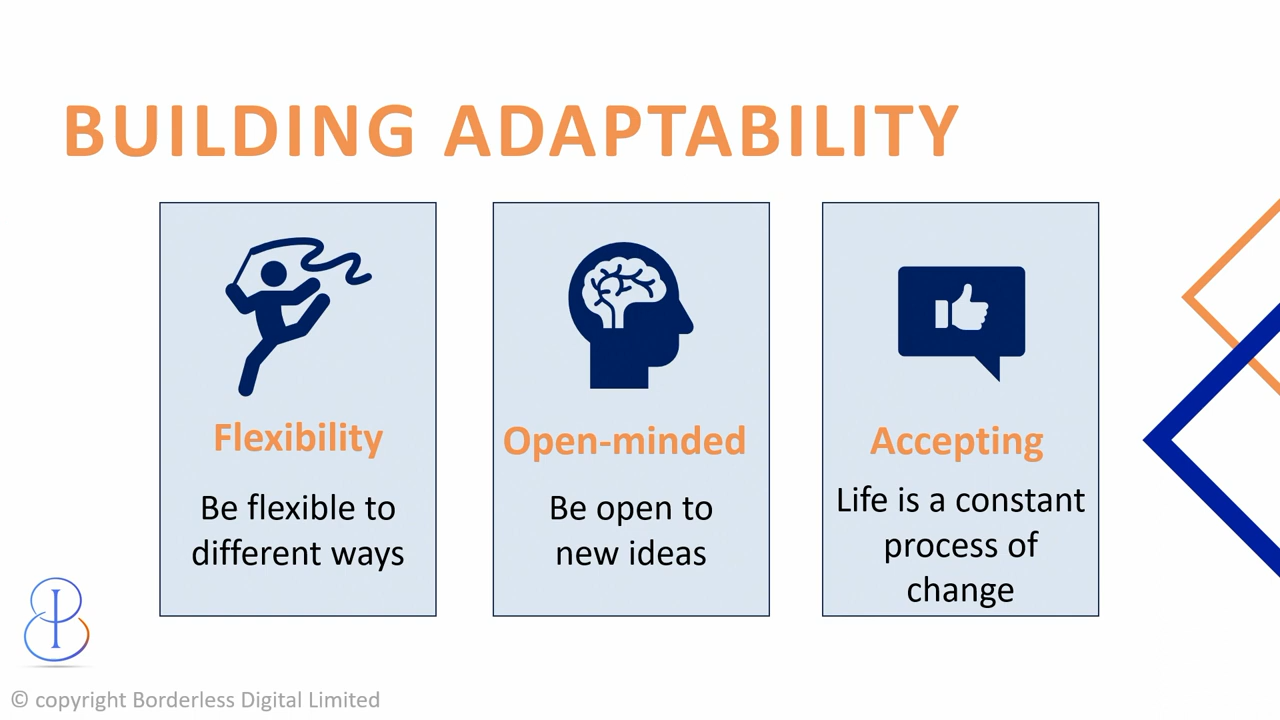 BUILDING ADAPTABILITY
Flexibility
Be flexible to
different ways
Open-minded
Be open to
new ideas
Accepting
Life is a constant
process of
change
© copyright Borderless Digital Limited